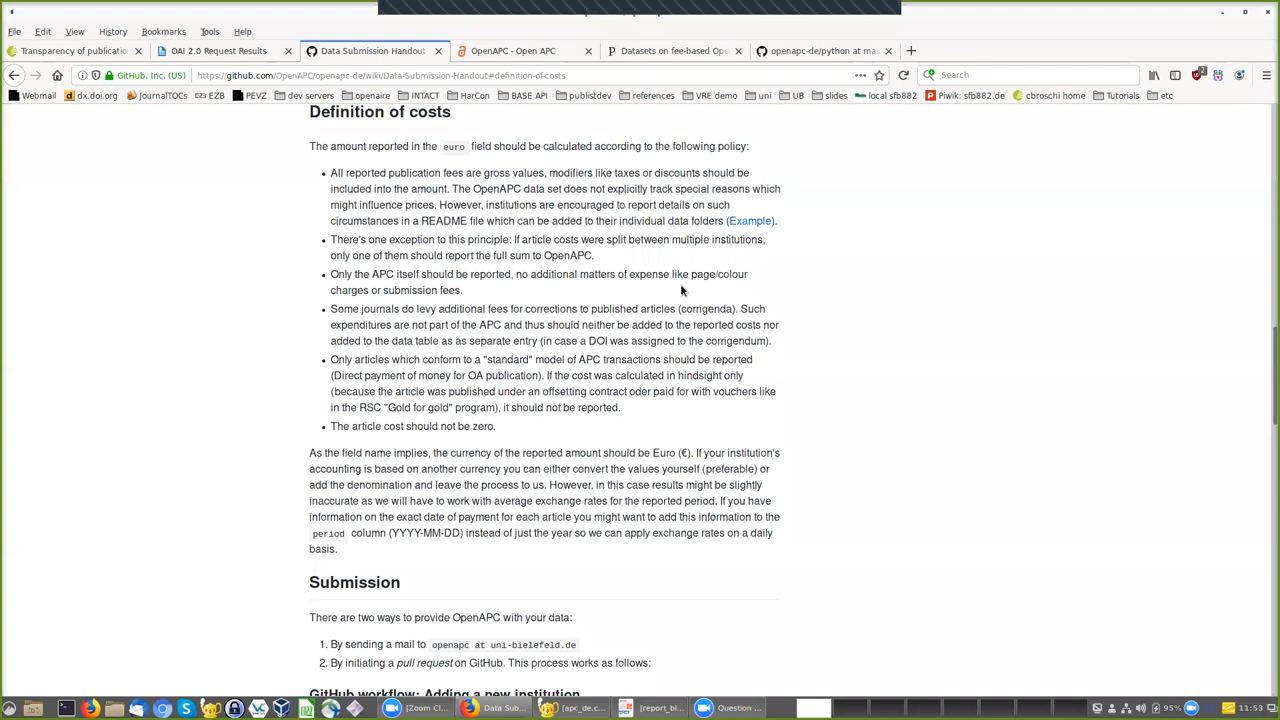 File Edit View History Bookmarks Tools Help
Transparency of publicatio
OAI 2.0 Request Results
Data Submission Handout
OpenAPC - Open APC
Datasets on fee-based Ope
openapc-de/python at mas
GitHub, Inc. (US)
https://github.com/OpenAPC/openapc-de/wiki/Data-Submission-Handout#definition-of-costs
Search
Webmail dx.doi.org JournalTOCs EZB PEVZ dev servers openaire INTACT HarCon BASE API publistdev references VRE demo uni UB slides local sfb882 Piwik: sfb882.de cbroschi home Tutorials etc
Definition of costs
The amount reported in the euro field should be calculated according to the following policy:
• All reported publication fees are gross values, modifiers like taxes or discounts should be
included into the amount. The OpenAPC data set does not explicitly track special reasons which
might influence prices. However, institutions are encouraged to report details on such
circumstances in a README file which can be added to their individual data folders (Example).
• There's one exception to this principle: If article costs were split between multiple institutions,
only one of them should report the full sum to OpenAPC.
• Only the APC itself should be reported, no additional matters of expense like page/colour
charges or submission fees.
• Some journals do levy additional fees for corrections to published articles (corrigenda). Such
expenditures are not part of the APC and thus should neither be added to the reported costs nor
added to the data table as as separate entry (in case a DOI was assigned to the corrigendum).
• Only articles which conform to a "standard" model of APC transactions should be reported
(Direct payment of money for OA publication). If the cost was calculated in hindsight only
(because the article was published under an offsetting contract oder paid for with vouchers like
in the RSC "Gold for gold" program), it should not be reported.
• The article cost should not be zero.
As the field name implies, the currency of the reported amount should be Euro (€). If your institution's
accounting is based on another currency you can either convert the values yourself (preferable) or
add the denomination and leave the process to us. However, in this case results might be slightly
inaccurate as we will have to work with average exchange rates for the reported period. If you have
information on the exact date of payment for each article you might want to add this information to the
period column (YYYY-MM-DD) instead of just the year so we can apply exchange rates on a daily
basis.
Submission
There are two ways to provide OpenAPC with your data:
1. By sending a mail to openapc at uni-bielefeld.de
2. By initiating a pull request on GitHub. This process works as follows:
GitHub workflow: Adding a new institution
[Zoom Cl...
Data Sub...
[apc_de.c...
[report_bi...
Question ...
95%
11:53